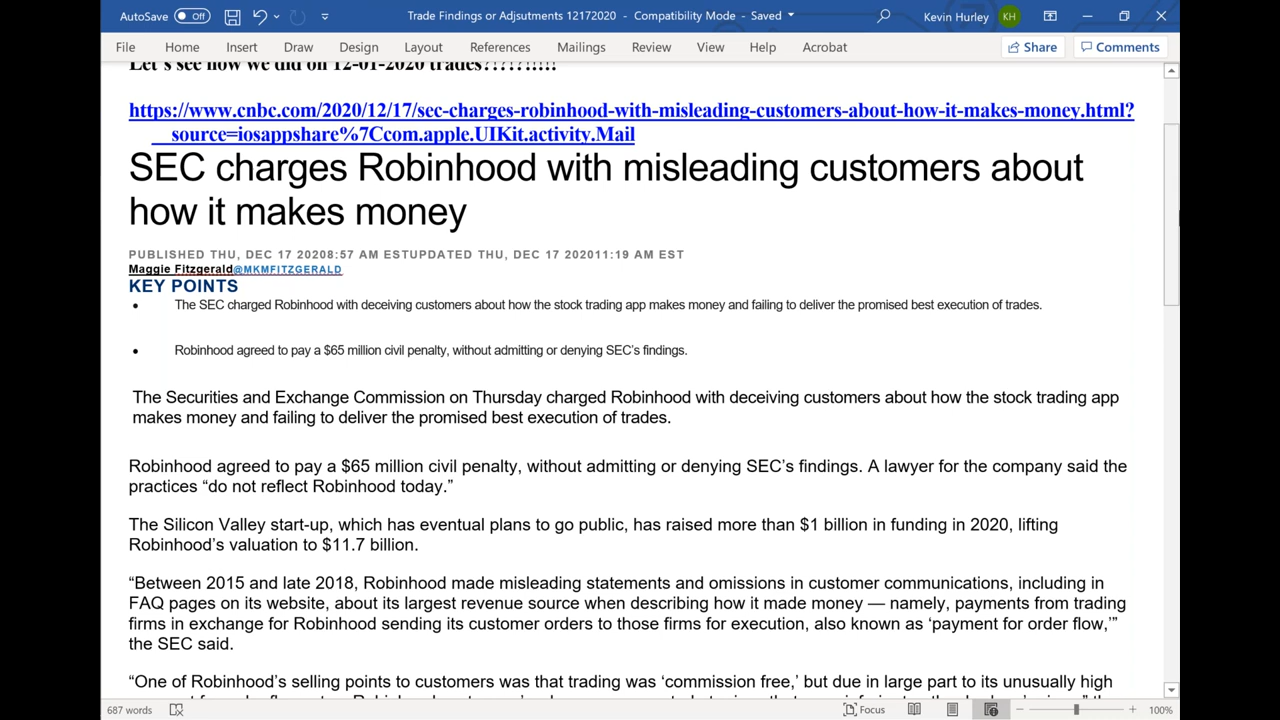 AutoSave Off Trade Findings or Adjsutments 12172020 - Compatibility Mode - Saved Kevin Hurley KH
File Home Insert Draw Design Layout References Mailings Review View Help Acrobat Share Comments
Let's see how we did on 12-01-2020 trades?????!!!!!
https://www.cnbc.com/2020/12/17/sec-charges-robinhood-with-misleading-customers-about-how-it-makes-money.html?
__source=iosappshare%7Ccom.apple.UIKit.activity.Mail
SEC charges Robinhood with misleading customers about
how it makes money
PUBLISHED THU, DEC 17 20208:57 AM ESTUPDATED THU, DEC 17 202011:19 AM EST
Maggie Fitzgerald@MKMFITZGERALD
KEY POINTS
• The SEC charged Robinhood with deceiving customers about how the stock trading app makes money and failing to deliver the promised best execution of trades.
• Robinhood agreed to pay a $65 million civil penalty, without admitting or denying SEC's findings.
The Securities and Exchange Commission on Thursday charged Robinhood with deceiving customers about how the stock trading app
makes money and failing to deliver the promised best execution of trades.
Robinhood agreed to pay a $65 million civil penalty, without admitting or denying SEC's findings. A lawyer for the company said the
practices “do not reflect Robinhood today.”
The Silicon Valley start-up, which has eventual plans to go public, has raised more than $1 billion in funding in 2020, lifting
Robinhood's valuation to $11.7 billion.
“Between 2015 and late 2018, Robinhood made misleading statements and omissions in customer communications, including in
FAQ pages on its website, about its largest revenue source when describing how it made money — namely, payments from trading
firms in exchange for Robinhood sending its customer orders to those firms for execution, also known as ‘payment for order flow,’”
the SEC said.
“One of Robinhood's selling points to customers was that trading was ‘commission free,’ but due in large part to its unusually high
687 words Focus 100%